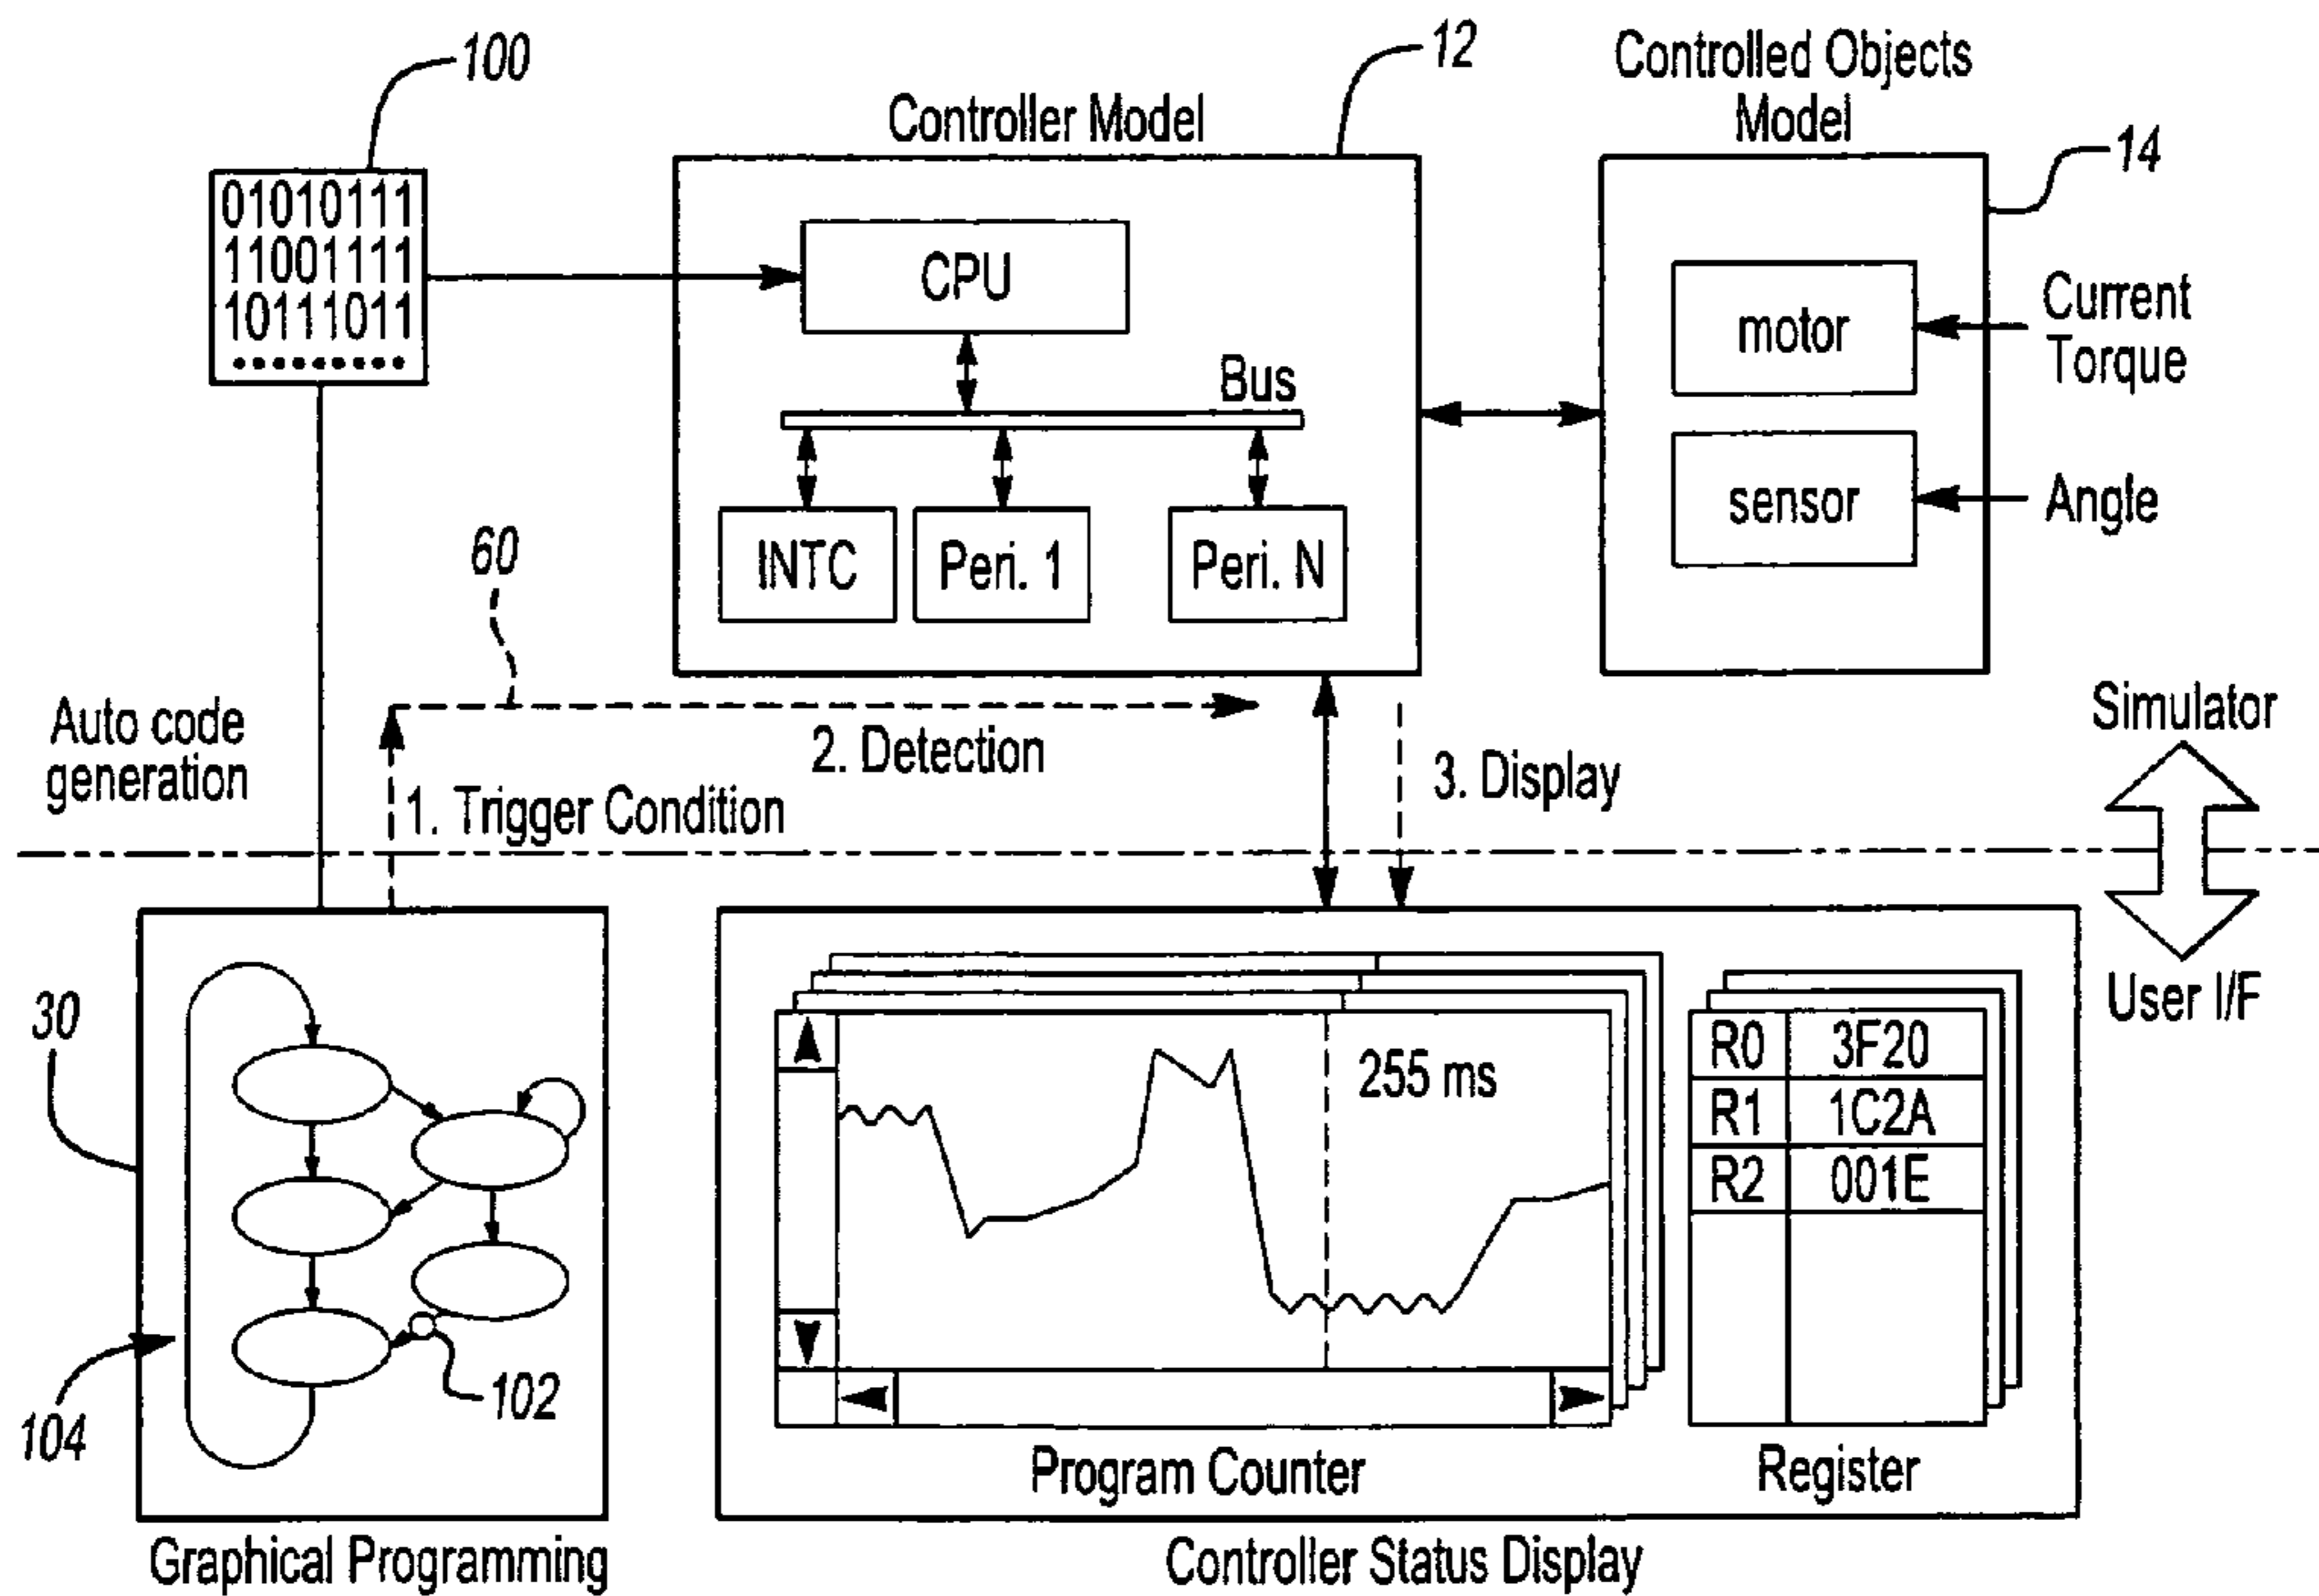 100
12
Controlled Objects
Model
Controller Model
14
01010111
11001111
10111011
.........
CPU
motor
Current
Torque
Bus
sensor
Angle
60
INTC
Peri. 1
Peri. N
Auto code
generation
2. Detection
Simulator
3. Display
1. Trigger Condition
30
User I/F
255 ms
R0 3F20
R1 1C2A
R2 001E
104
102
Program Counter
Register
Graphical Programming
Controller Status Display